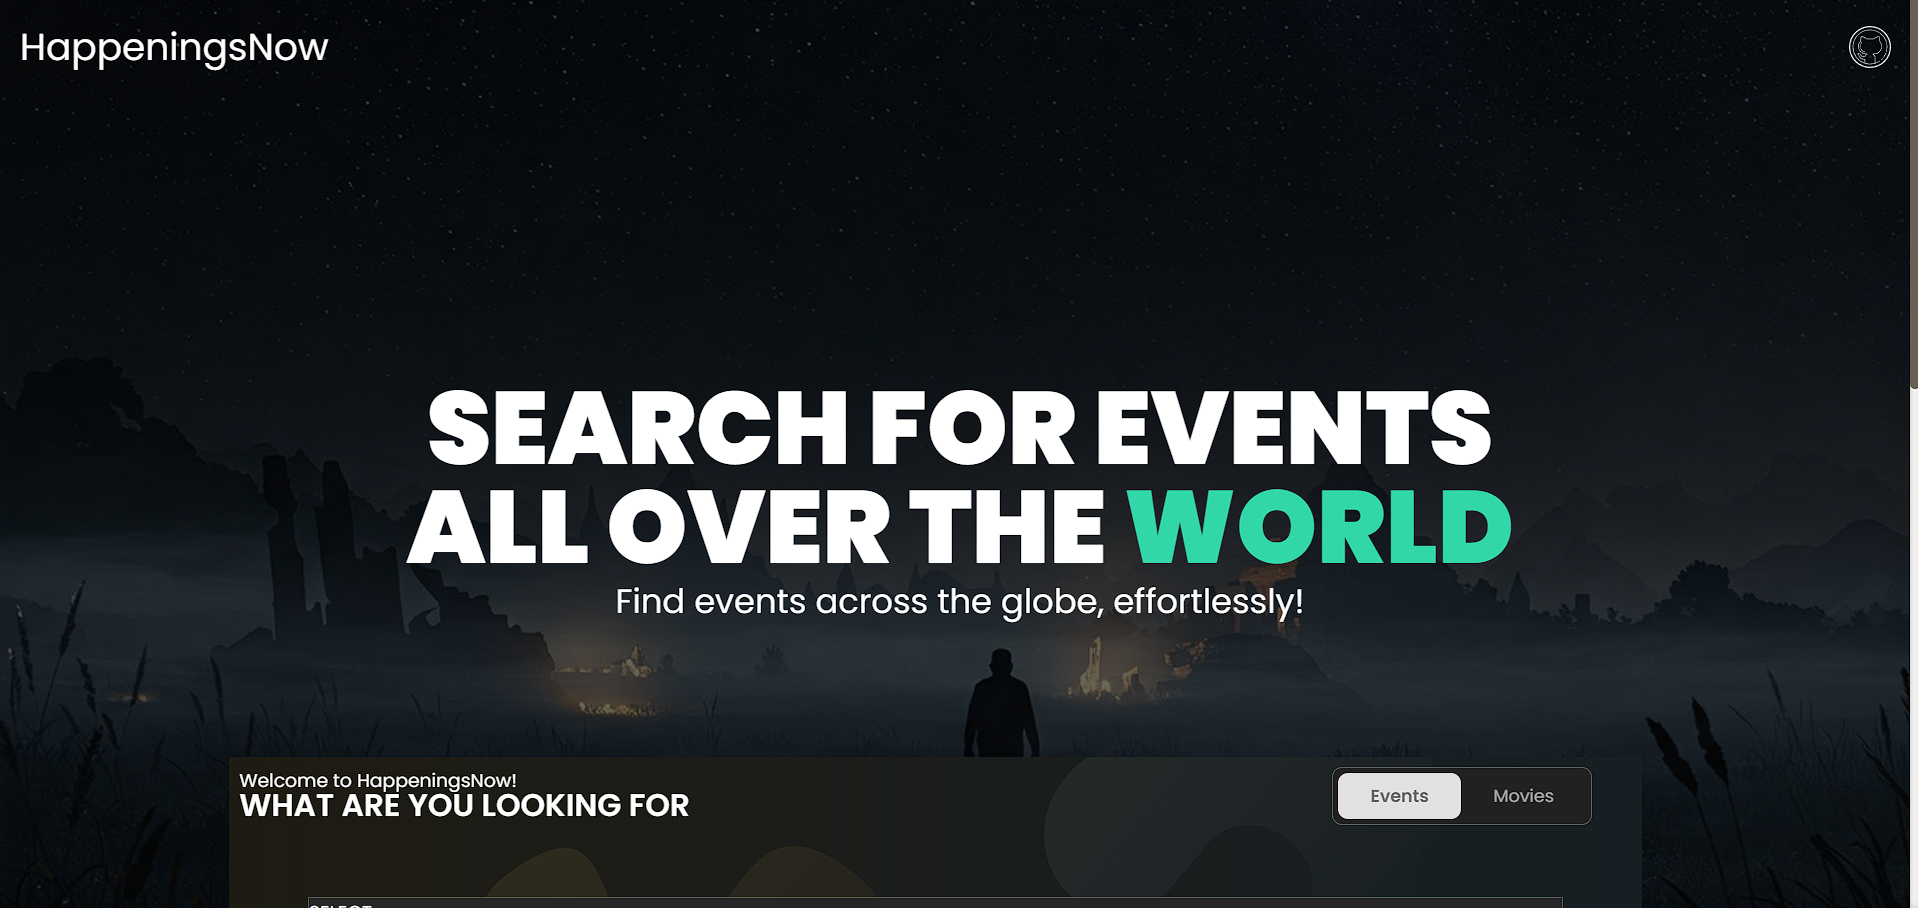 HappeningsNow
SEARCH FOR EVENTS
ALL OVER THE WORLD
Find events across the globe, effortlessly!
Welcome to HappeningsNow!
WHAT ARE YOU LOOKING FOR
Events
Movies
SELECT